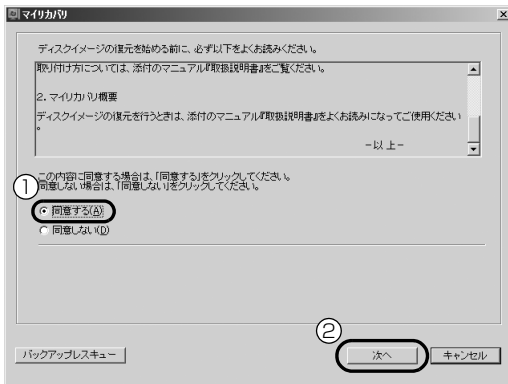 マイリカバリ
ディスクイメージの復元を始める前に、必ず以下をよくお読みください。
取り付け方については、添付のマニュアル『取扱説明書』をご覧ください。
2. マイリカバリ概要
ディスクイメージの復元を行うときは、添付のマニュアル『取扱説明書』をよくお読みになってご使用ください
。
-以上-
この内容に同意する場合は、「同意する」をクリックしてください。
同意しない場合は、「同意しない」をクリックしてください。
①
同意する(A)
同意しない(D)
②
バックアップレスキュー
次へ
キャンセル